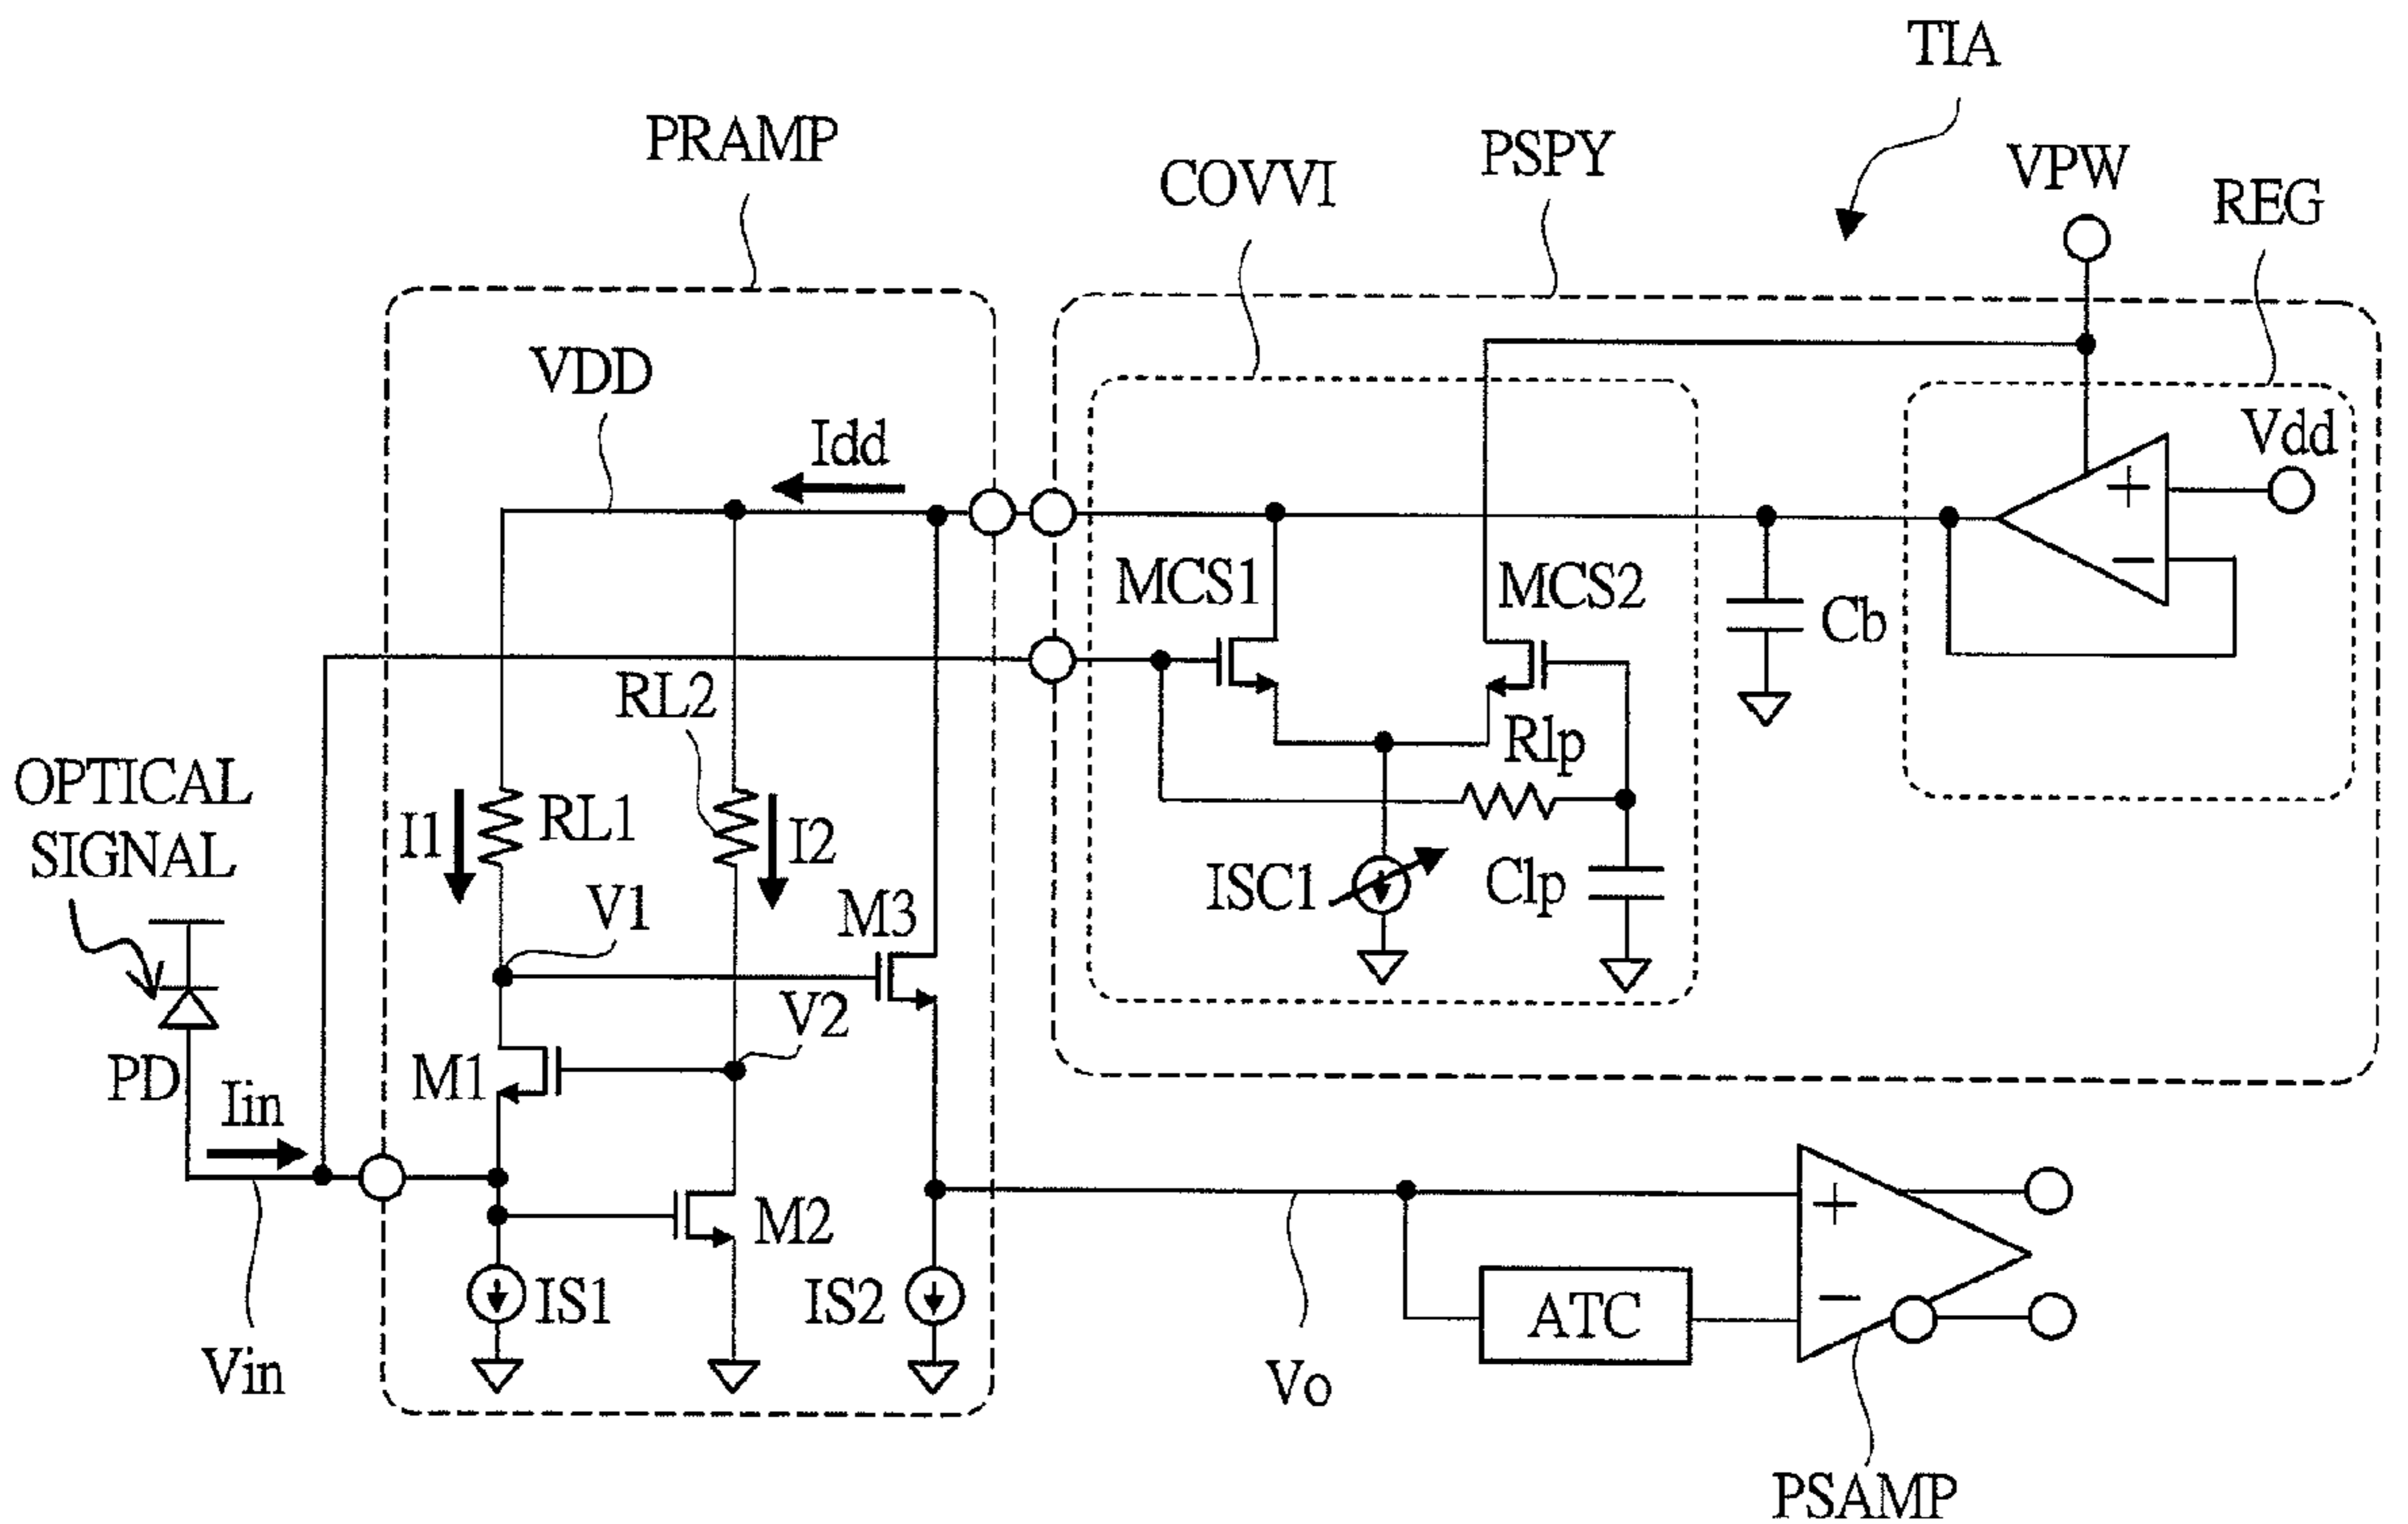 TIA
PRAMP
PSPY
COVVI
VPW
REG
VDD
Idd
Vdd
+
−
MCS1
MCS2
Cb
RL2
Rlp
OPTICAL
SIGNAL
I1
RL1
I2
ISC1
Clp
V1
M3
V2
PD
M1
Iin
+
M2
IS1
IS2
−
ATC
Vin
Vo
PSAMP